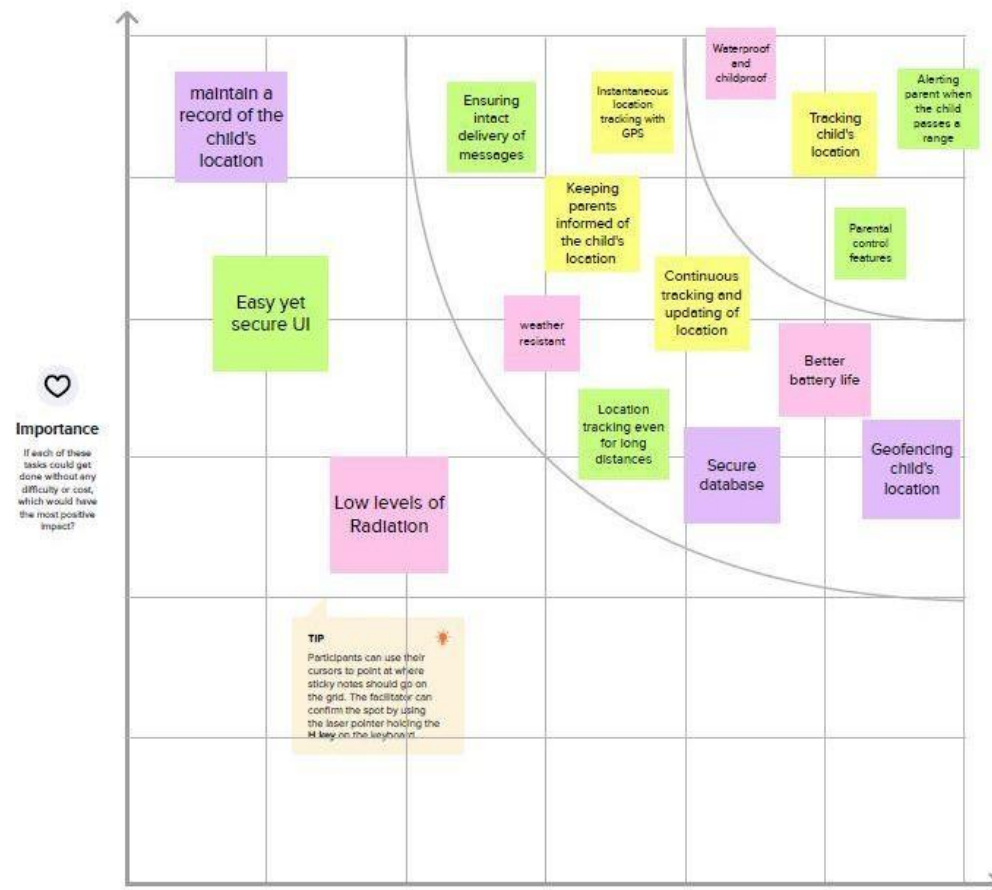 Waterproof
and
childproof
maintain a
record of the
child's
location
Ensuring
intact
delivery of
messages
Instantaneous
location
tracking with
GPS
Tracking
child's
location
Alerting
parent when
the child
passes a
range
Keeping
parents
informed of
the child's
location
Parental
control
features
Easy yet
secure UI
Continuous
tracking and
updating of
location
weather
resistant
Better
battery life
Location
tracking even
for long
distances
Secure
database
Geofencing
child's
location
Low levels of
Radiation
Importance
If each of these
tasks could get
done without any
difficulty or cost,
which would have
the most positive
impact?
TIP
Participants can use their
cursors to point at where
sticky notes should go on
the grid. The facilitator can
confirm the spot by using
the laser pointer holding the
H key on the keyboard